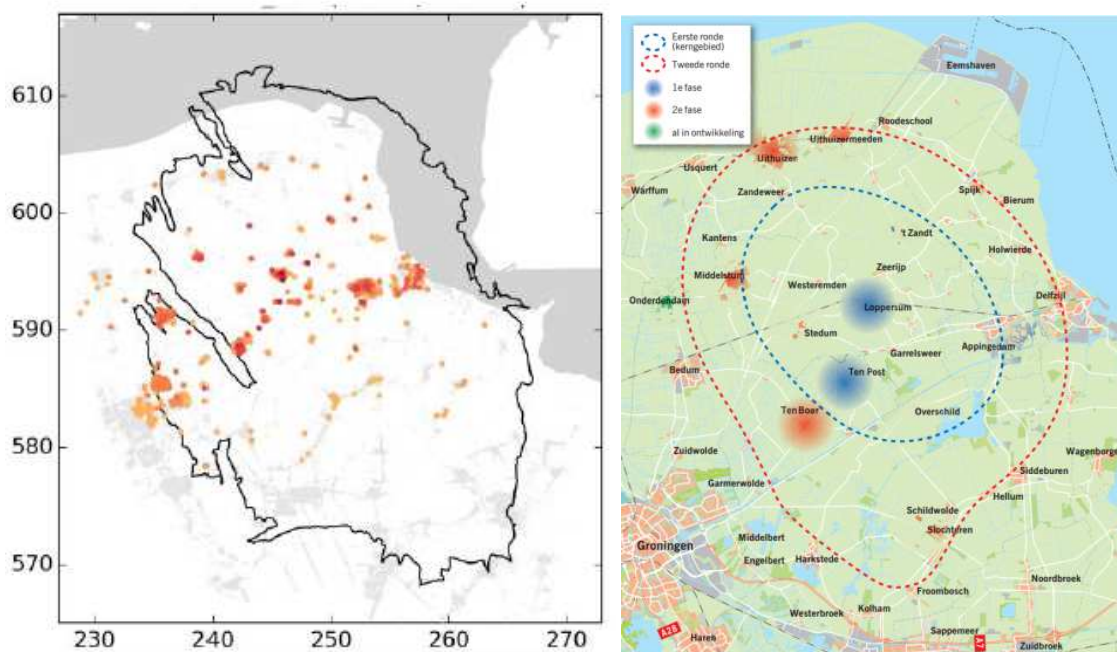 610
600
590
580
570
230
240
250
260
270
Eerste ronde
(kerngebied)
Tweede ronde
1e fase
2e fase
al in ontwikkeling
Eemshaven
Roodeschool
Uithuizermeeden
Uithuizen
Usquert
Warffum
Zandeweer
Spijk
Bierum
Kantens
't Zandt
Holwierde
Middelstum
Zeerijp
Westeremden
Onderdendam
Loppersum
Delfzijl
Stedum
Appingedam
Garrelsweer
Bedum
Ten Post
Ten Boer
Overschild
Zuidwolde
Wagenborge
Siddeburen
Garmerwolde
Hellum
Schildwolde
Slochteren
Middelbert
Groningen
Engelbert
Harkstede
Noordbroek
Froombosch
Kolham
Westerbroek
A28
Haren
Sappemeer
A7
Zuidbroek